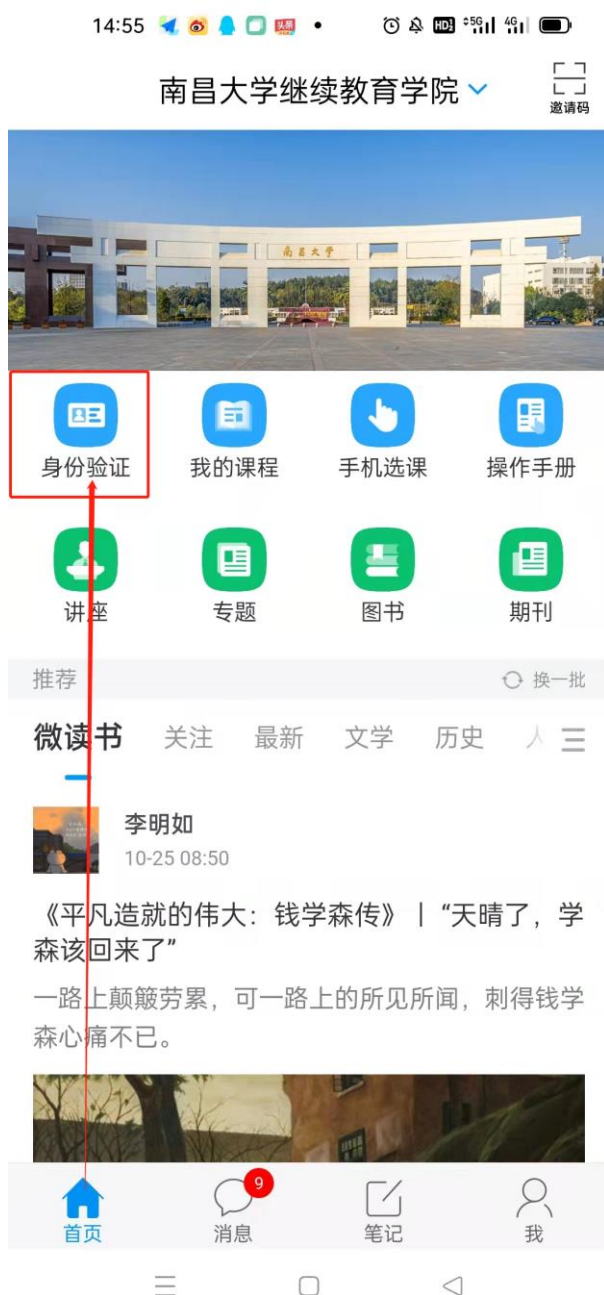 14:55
HD 5G 4G
南昌大学继续教育学院
邀请码
南昌大学
身份验证 我的课程 手机选课 操作手册
讲座 专题 图书 期刊
推荐 换一批
微读书 关注 最新 文学 历史
李明如
10-25 08:50
《平凡造就的伟大：钱学森传》丨“天晴了，学
森该回来了”
一路上颠簸劳累，可一路上的所见所闻，刺得钱学
森心痛不已。
9
首页 消息 笔记 我